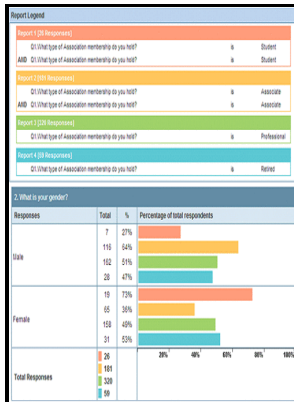 Report Legend
Report 1 [26 Responses]
Q1.What type of Association membership do you hold? is Student
AND Q1.What type of Association membership do you hold? is Student
Report 2 [181 Responses]
Q1.What type of Association membership do you hold? is Associate
AND Q1.What type of Association membership do you hold? is Associate
Report 3 [320 Responses]
Q1.What type of Association membership do you hold? is Professional
Report 4 [59 Responses]
Q1.What type of Association membership do you hold? is Retired
2. What is your gender?
Responses Total % Percentage of total respondents
Male
7 27%
116 64%
162 51%
28 47%
Female
19 73%
65 36%
158 49%
31 53%
20% 40% 60% 80% 100%
Total Responses
26
181
320
59